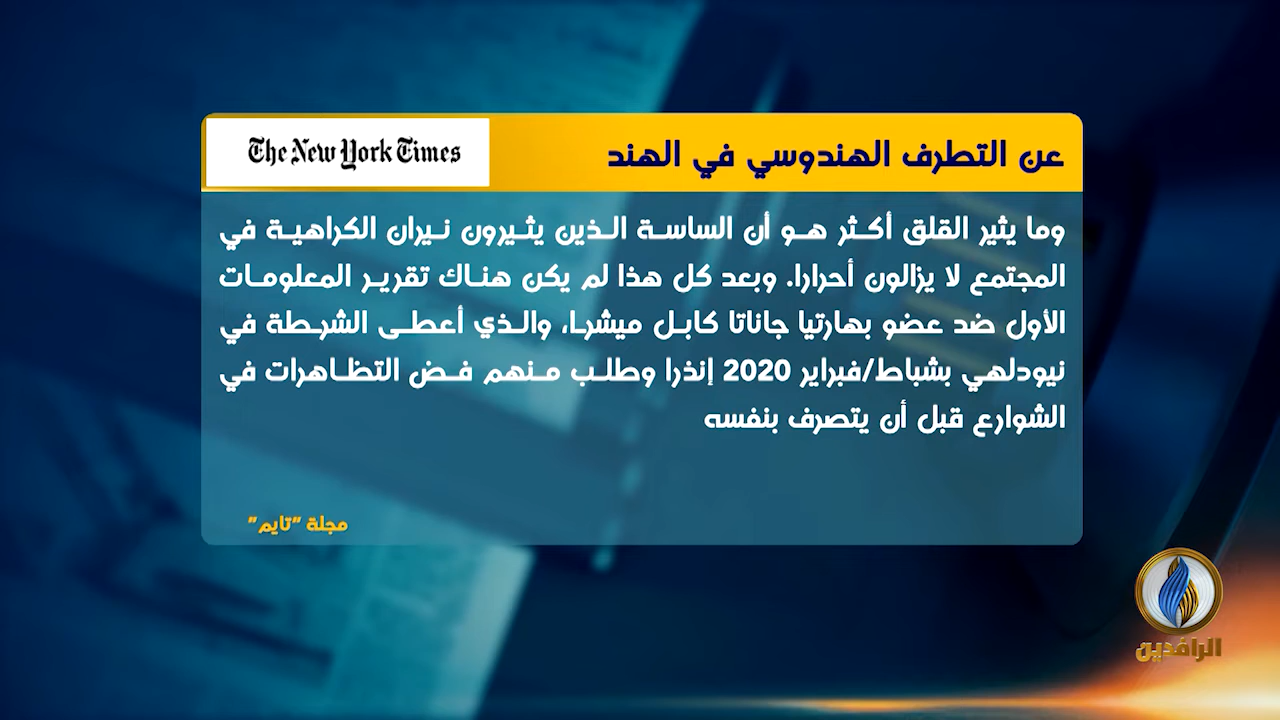 عن التطرف الهندوسي في الهند
The New York Times
وما يثير القلق أكثر هو أن الساسة الذين يثيرون نيران الكراهية في
المجتمع لا يزالون أحرارا. وبعد كل هذا لم يكن هناك تقرير المعلومات
الأول ضد عضو بهارتيا جاناتا كابل ميشرا، والذي أعطى الشرطة في
نيودلهي بشباط/فبراير 2020 إنذرا وطلب منهم فض التظاهرات في
الشوارع قبل أن يتصرف بنفسه
مجلة "تايم"
الرافدين